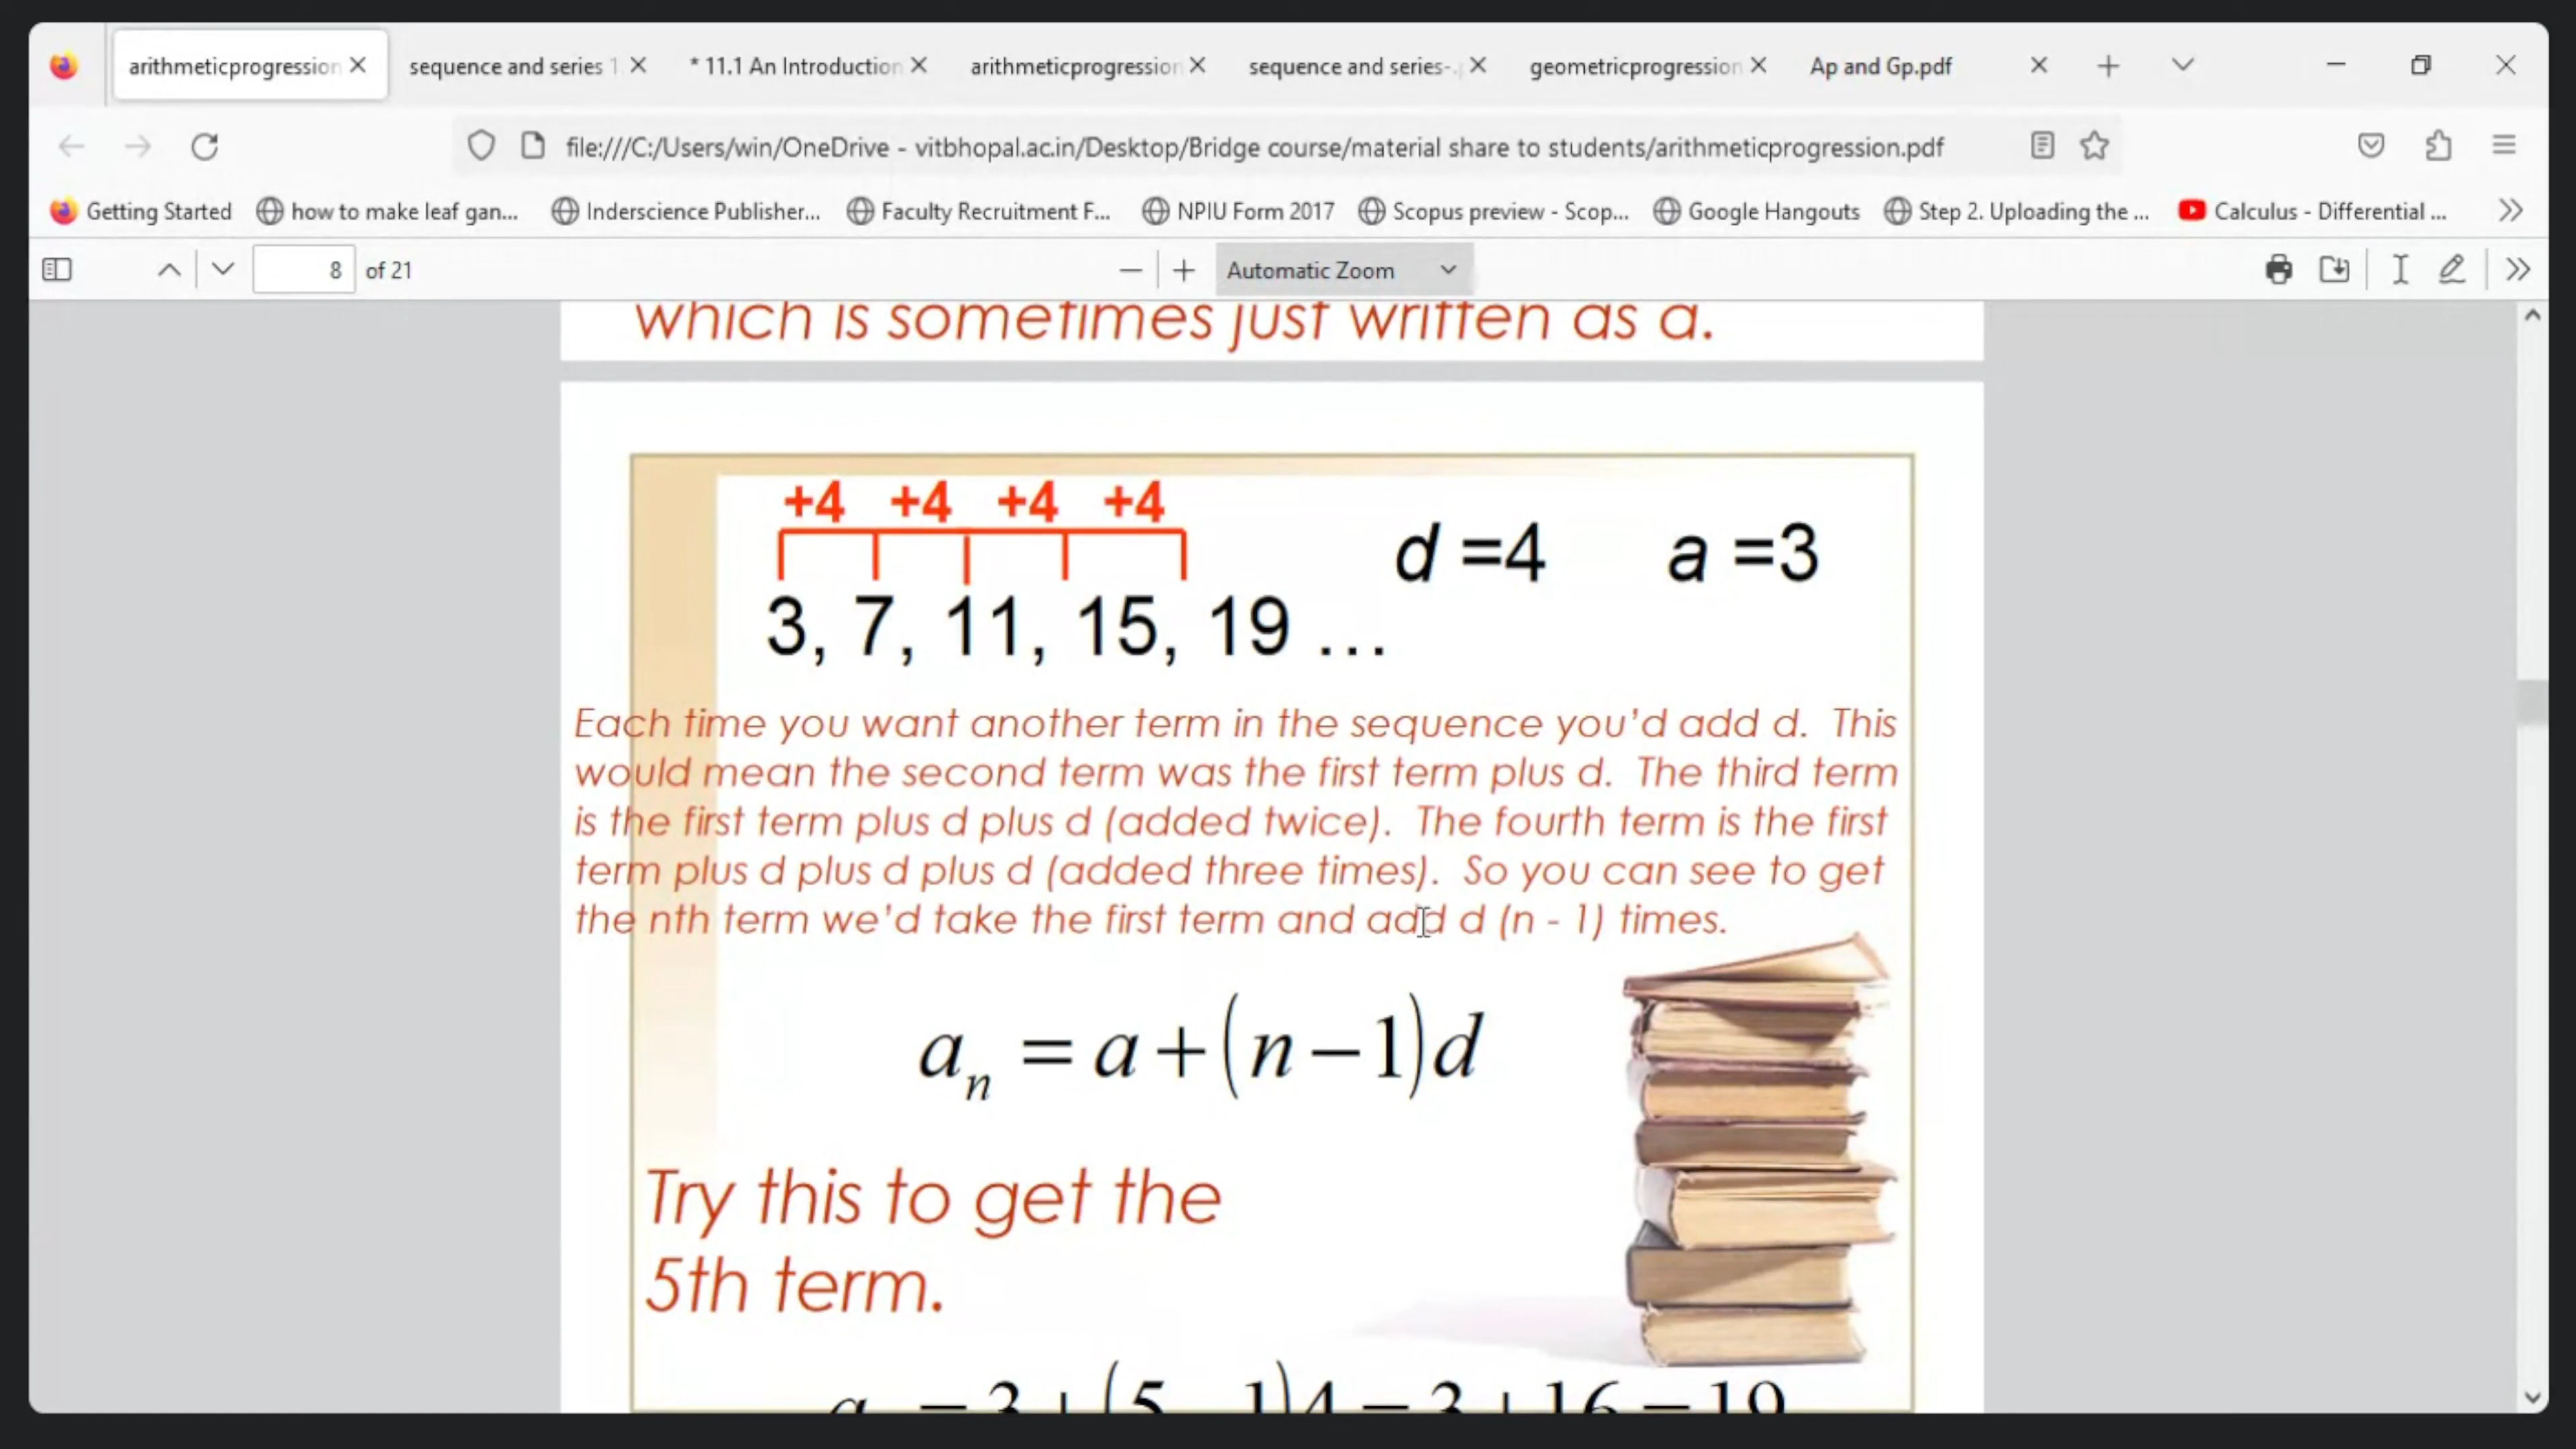 arithmeticprogression
sequence and series 1
* 11.1 An Introduction
arithmeticprogression
sequence and series-.
geometricprogression
Ap and Gp.pdf
file:///C:/Users/win/OneDrive - vitbhopal.ac.in/Desktop/Bridge course/material share to students/arithmeticprogression.pdf
Getting Started
how to make leaf gan...
Inderscience Publisher...
Faculty Recruitment F...
NPIU Form 2017
Scopus preview - Scop...
Google Hangouts
Step 2. Uploading the ...
Calculus - Differential ...
8 of 21
Automatic Zoom
which is sometimes just written as d.
+4 +4 +4 +4
d =4 a =3
3, 7, 11, 15, 19 ...
Each time you want another term in the sequence you'd add d. This
would mean the second term was the first term plus d. The third term
is the first term plus d plus d (added twice). The fourth term is the first
term plus d plus d plus d (added three times). So you can see to get
the nth term we'd take the first term and add d (n - 1) times.
aₙ = a + (n − 1)d
Try this to get the
5th term.
= 3 + (5 − 1)4 = 3 + 16 = 19